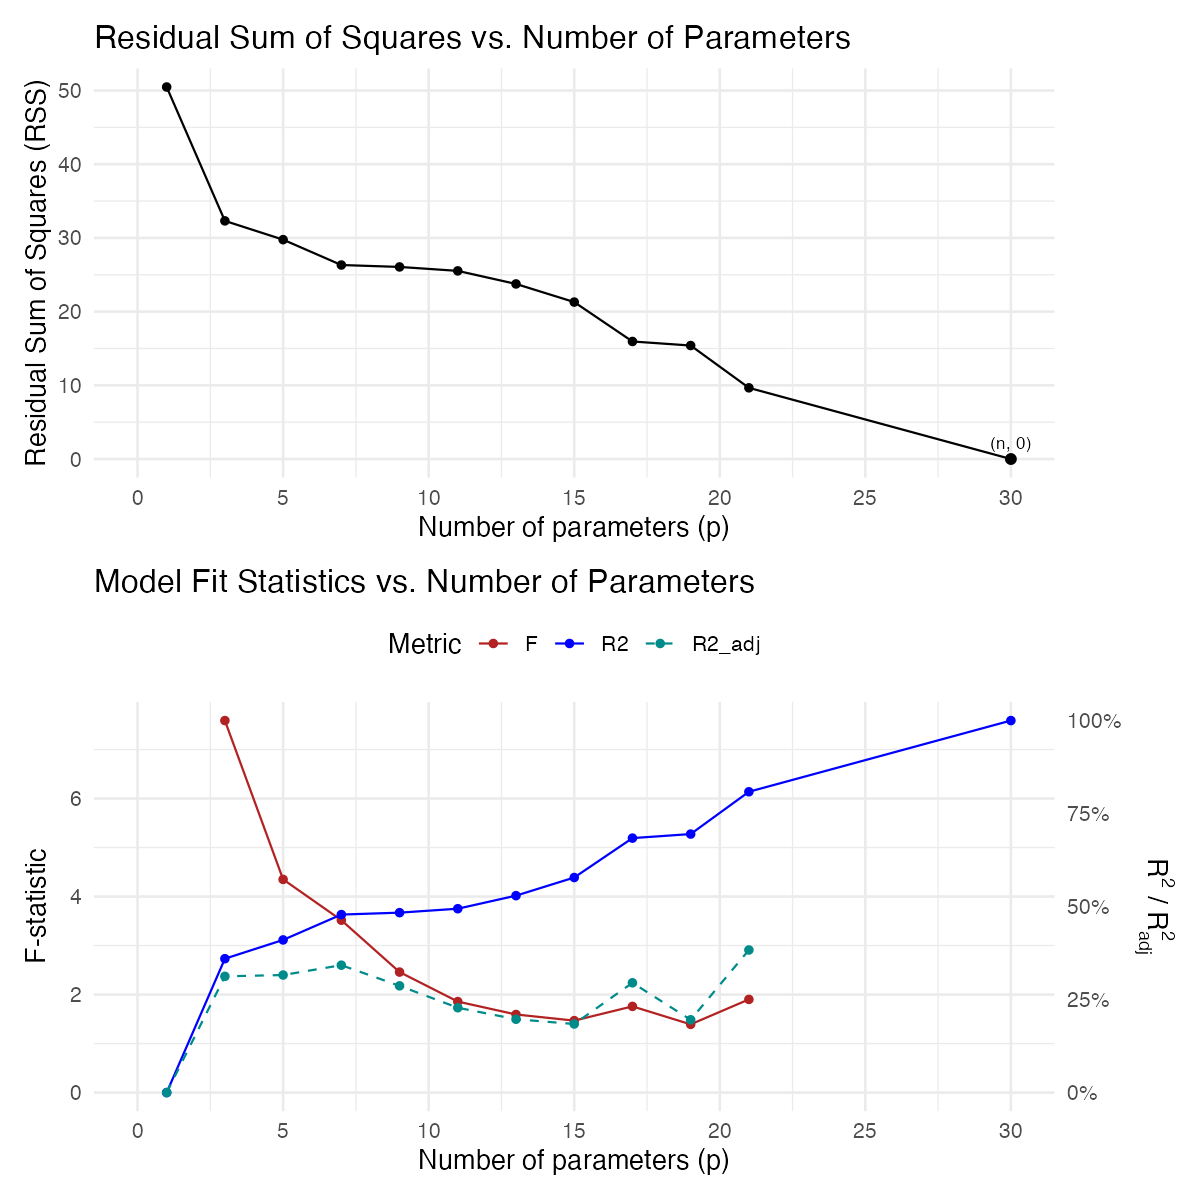 Residual Sum of Squares vs. Number of Parameters
Residual Sum of Squares (RSS)
50
40
30
20
10
0
(n, 0)
0 5 10 15 20 25 30
Number of parameters (p)
Model Fit Statistics vs. Number of Parameters
Metric F R2 R2_adj
F-statistic
6
4
2
0
100%
75%
50%
25%
0%
R² / R²adj
0 5 10 15 20 25 30
Number of parameters (p)